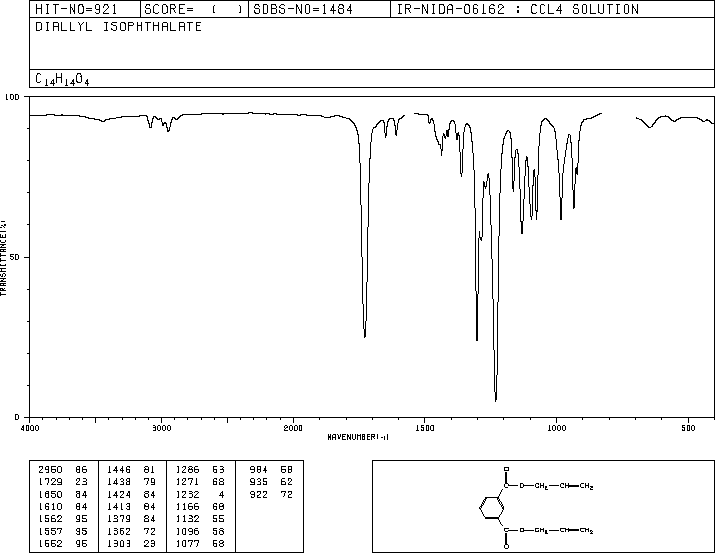 HIT-NO=921 SCORE= ( ) SDBS-NO=1484 IR-NIDA-06162 : CCL4 SOLUTION
DIALLYL ISOPHTHALATE
C14H14O4
100
50
0
TRANSMITTANCE(%)
4000 3000 2000 1500 1000 500
WAVENUMBER(-1)
2950 86 1446 81 1286 53 984 58
1729 23 1438 79 1271 68 935 62
1650 84 1424 84 1232 4 922 72
1610 84 1413 84 1166 68
1562 95 1379 84 1132 55
1557 95 1362 72 1096 58
1552 95 1303 23 1077 58
O
C O—CH2—CH=CH2
C O—CH2—CH=CH2
O